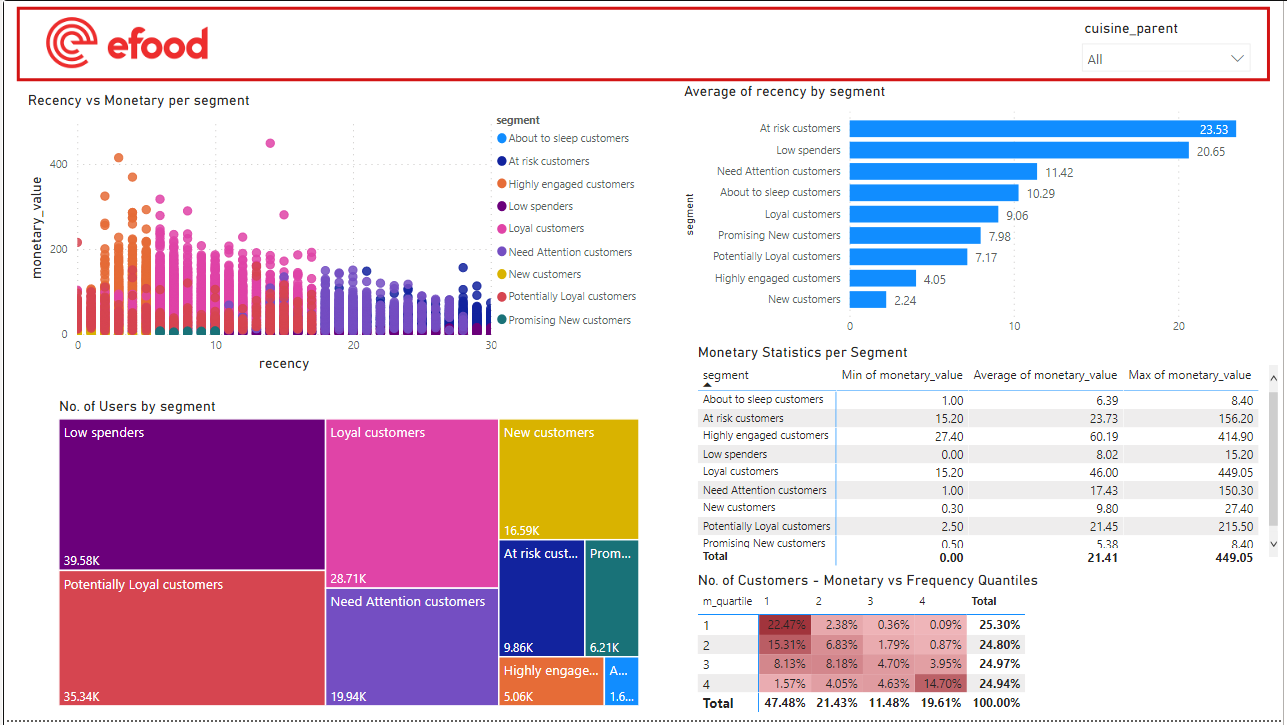 efood
cuisine_parent
All
Recency vs Monetary per segment
monetary_value
400
200
0
0
10
20
30
recency
segment
About to sleep customers
At risk customers
Highly engaged customers
Low spenders
Loyal customers
Need Attention customers
New customers
Potentially Loyal customers
Promising New customers
Average of recency by segment
segment
At risk customers 23.53
Low spenders 20.65
Need Attention customers 11.42
About to sleep customers 10.29
Loyal customers 9.06
Promising New customers 7.98
Potentially Loyal customers 7.17
Highly engaged customers 4.05
New customers 2.24
0 10 20
No. of Users by segment
Low spenders
39.58K
Potentially Loyal customers
35.34K
Loyal customers
28.71K
Need Attention customers
19.94K
New customers
16.59K
At risk cust...
9.86K
Prom...
6.21K
Highly engage...
5.06K
A...
1.6...
Monetary Statistics per Segment
segment Min of monetary_value Average of monetary_value Max of monetary_value
About to sleep customers 1.00 6.39 8.40
At risk customers 15.20 23.73 156.20
Highly engaged customers 27.40 60.19 414.90
Low spenders 0.00 8.02 15.20
Loyal customers 15.20 46.00 449.05
Need Attention customers 1.00 17.43 150.30
New customers 0.30 9.80 27.40
Potentially Loyal customers 2.50 21.45 215.50
Promising New customers 0.50 5.38 8.40
Total 0.00 21.41 449.05
No. of Customers - Monetary vs Frequency Quantiles
m_quartile 1 2 3 4 Total
1 22.47% 2.38% 0.36% 0.09% 25.30%
2 15.31% 6.83% 1.79% 0.87% 24.80%
3 8.13% 8.18% 4.70% 3.95% 24.97%
4 1.57% 4.05% 4.63% 14.70% 24.94%
Total 47.48% 21.43% 11.48% 19.61% 100.00%